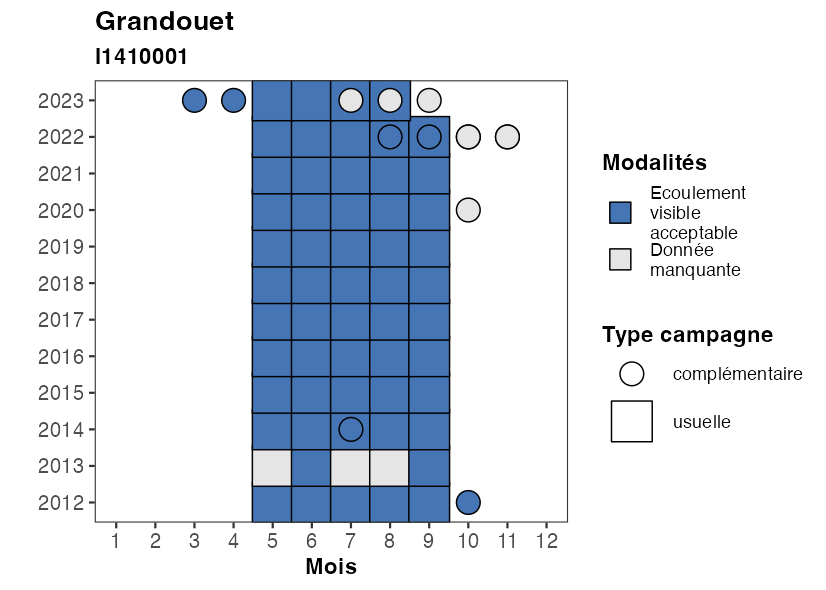 Grandouet
I1410001
2023
2022
2021
2020
2019
2018
2017
2016
2015
2014
2013
2012
1 2 3 4 5 6 7 8 9 10 11 12
Mois
Modalités
Ecoulement
visible
acceptable
Donnée
manquante
Type campagne
complémentaire
usuelle